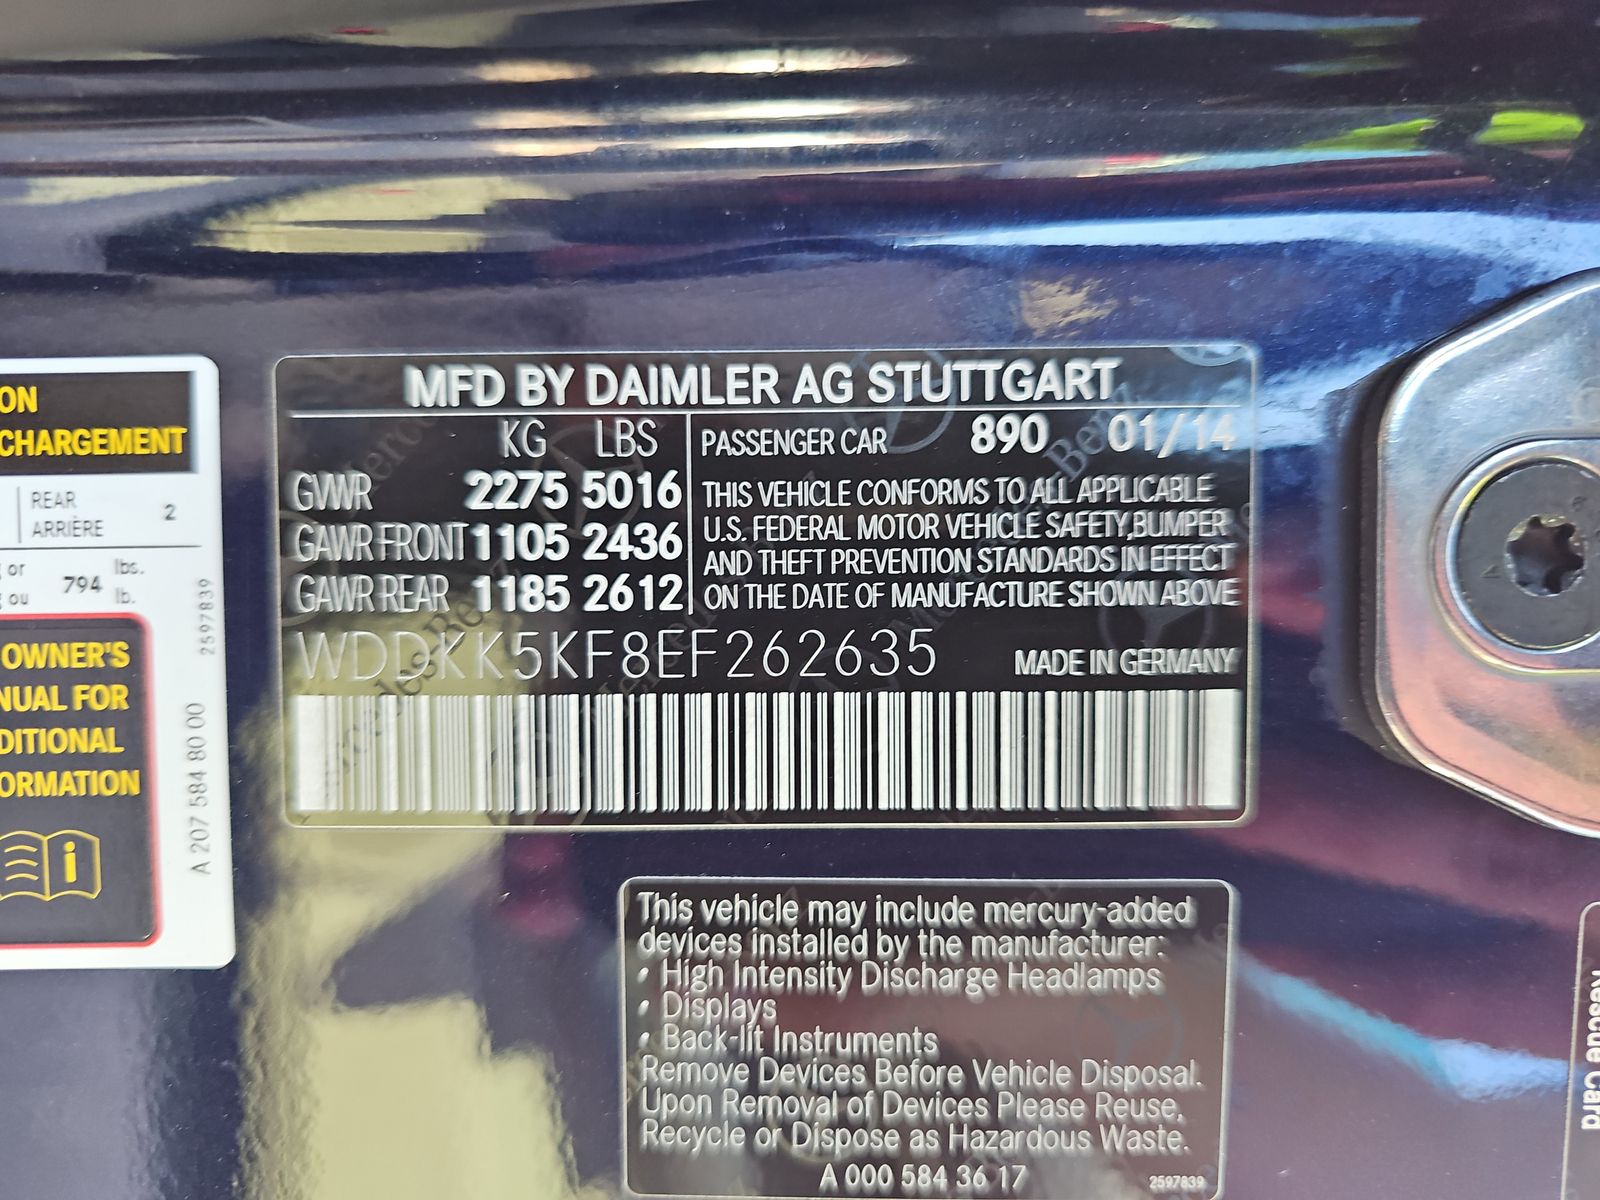 ON
CHARGEMENT
REAR
ARRIÈRE
2
or
ou
794
lbs.
lb.
OWNER'S
NUAL FOR
DITIONAL
ORMATION
i
2597839
A 207 584 80 00
MFD BY DAIMLER AG STUTTGART
KG LBS
GVWR 2275 5016
GAWR FRONT 1105 2436
GAWR REAR 1185 2612
PASSENGER CAR 890 01/14
THIS VEHICLE CONFORMS TO ALL APPLICABLE
U.S. FEDERAL MOTOR VEHICLE SAFETY,BUMPER
AND THEFT PREVENTION STANDARDS IN EFFECT
ON THE DATE OF MANUFACTURE SHOWN ABOVE
WDDKK5KF8EF262635
MADE IN GERMANY
This vehicle may include mercury-added
devices installed by the manufacturer:
• High Intensity Discharge Headlamps
• Displays
• Back-lit Instruments
Remove Devices Before Vehicle Disposal.
Upon Removal of Devices Please Reuse,
Recycle or Dispose as Hazardous Waste.
A 000 584 36 17
2597839
Rescue Card